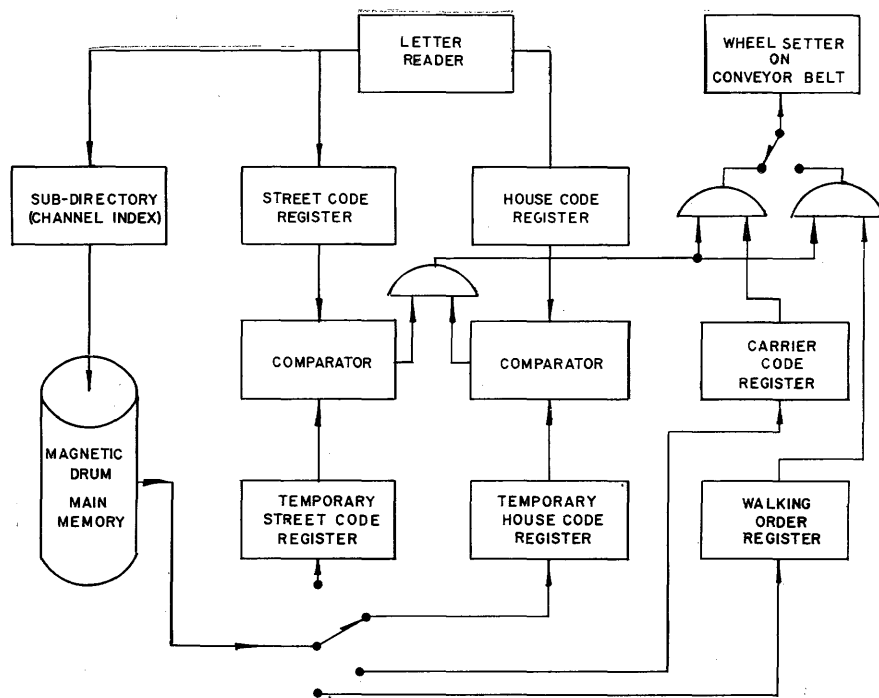 LETTER
READER
WHEEL SETTER
ON
CONVEYOR BELT
SUB-DIRECTORY
(CHANNEL INDEX)
STREET CODE
REGISTER
HOUSE CODE
REGISTER
COMPARATOR
COMPARATOR
CARRIER
CODE
REGISTER
MAGNETIC
DRUM
MAIN
MEMORY
TEMPORARY
STREET CODE
REGISTER
TEMPORARY
HOUSE CODE
REGISTER
WALKING
ORDER
REGISTER